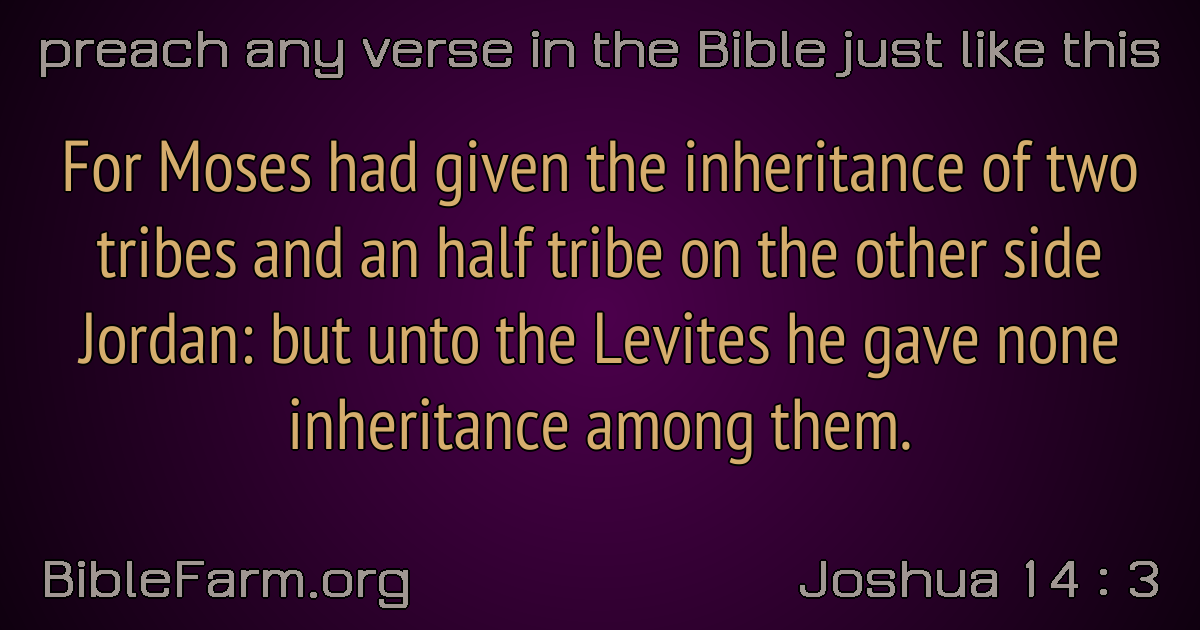 preach any verse in the Bible just like this
For Moses had given the inheritance of two
tribes and an half tribe on the other side
Jordan: but unto the Levites he gave none
inheritance among them.
BibleFarm.org
Joshua 14 : 3